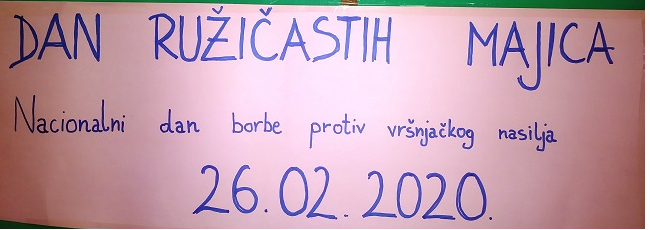 DAN RUŽIČASTIH MAJICA
Nacionalni dan borbe protiv vršnjačkog nasilja
26.02.2020.